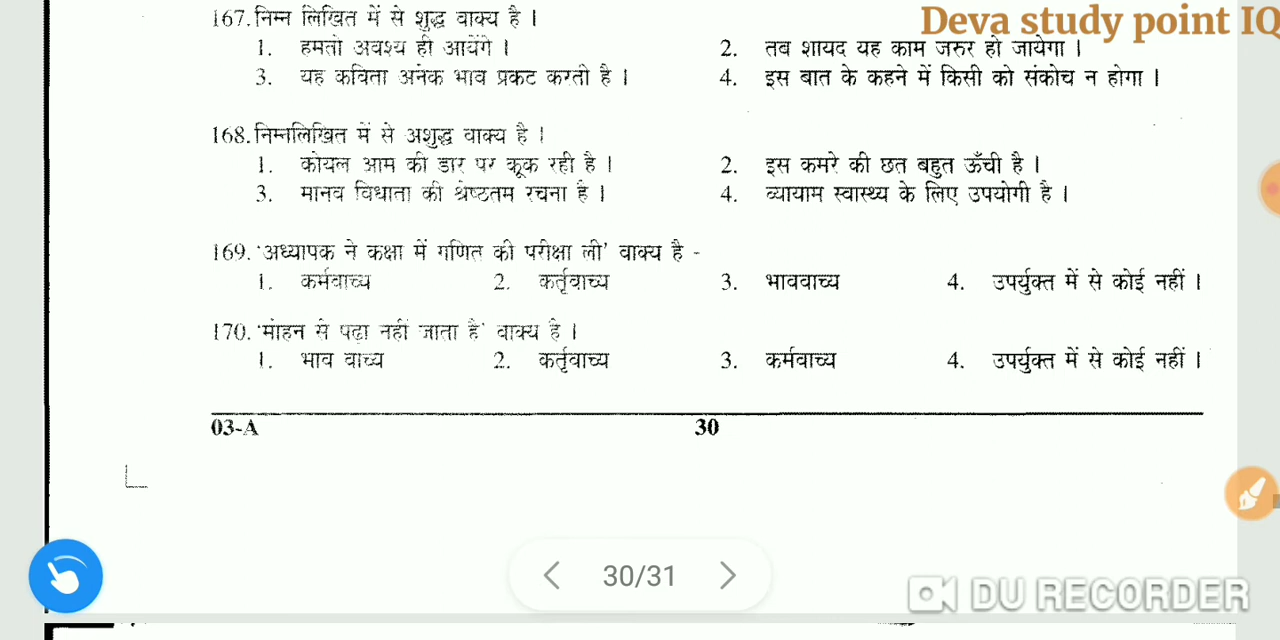 Deva study point IQ
167. निम्न लिखित में से शुद्ध वाक्य है ।
1. हमतो अवश्य ही आयेंगे । 2. तब शायद यह काम जरुर हो जायेगा ।
3. यह कविता अनेक भाव प्रकट करती है । 4. इस बात के कहने में किसी को संकोच न होगा ।
168. निम्नलिखित में से अशुद्ध वाक्य है ।
1. कोयल आम की डार पर कूक रही है । 2. इस कमरे की छत बहुत ऊँची है ।
3. मानव विधाता की श्रेष्ठतम रचना है । 4. व्यायाम स्वास्थ्य के लिए उपयोगी है ।
169. 'अध्यापक ने कक्षा में गणित की परीक्षा ली' वाक्य है -
1. कर्मवाच्य 2. कर्तृवाच्य 3. भाववाच्य 4. उपर्युक्त में से कोई नहीं ।
170. 'मोहन से पढ़ा नहीं जाता है' वाक्य है ।
1. भाव वाच्य 2. कर्तृवाच्य 3. कर्मवाच्य 4. उपर्युक्त में से कोई नहीं ।
03-A 30
30/31
DU RECORDER